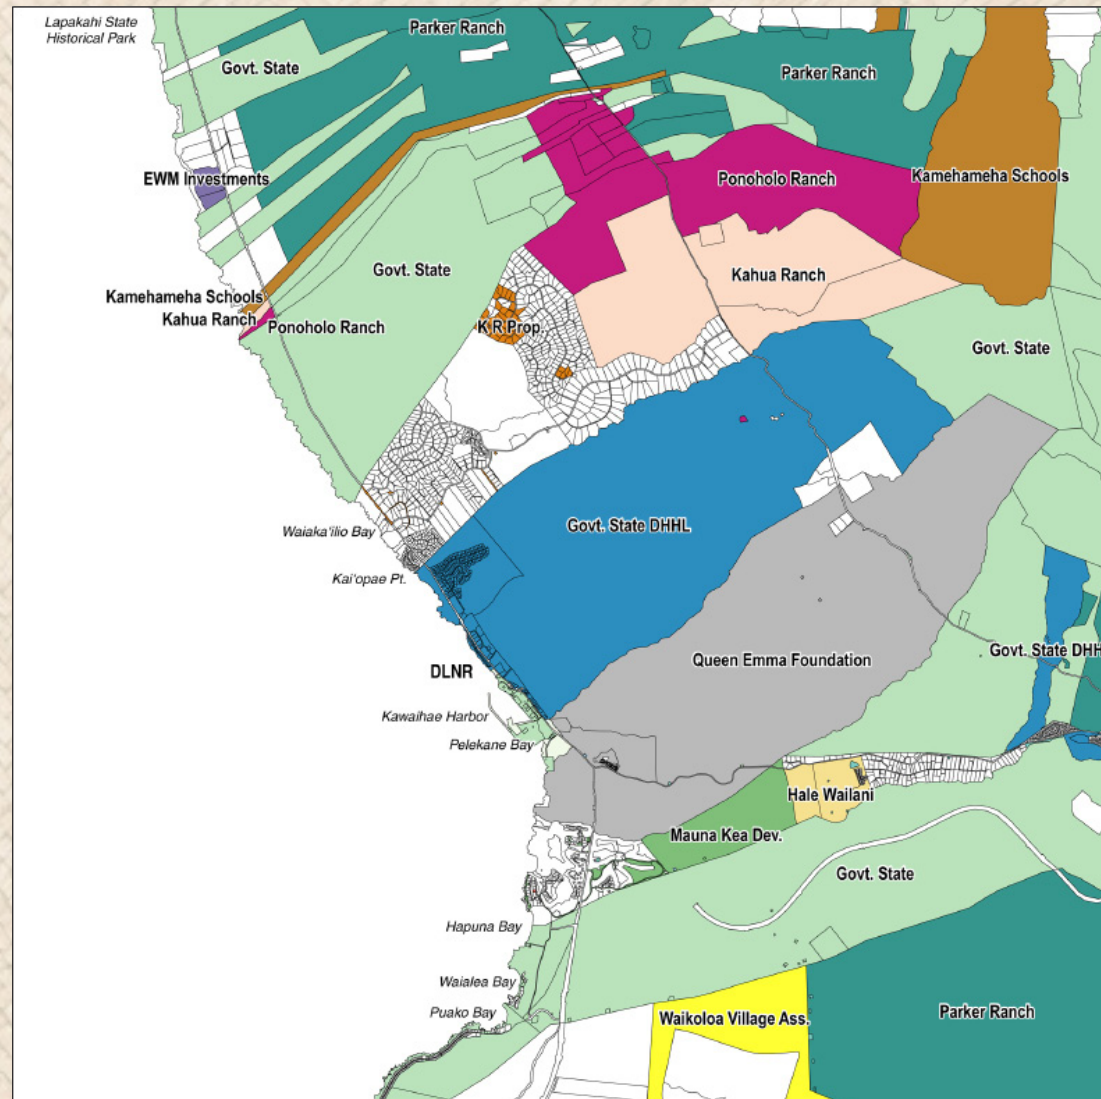 Lapakahi State
Historical Park
Parker Ranch
Govt. State
Parker Ranch
EWM Investments
Ponoholo Ranch
Kamehameha Schools
Govt. State
Kahua Ranch
Kamehameha Schools
Kahua Ranch
Ponoholo Ranch
K R Prop.
Govt. State
Govt. State DHHL
Waiaka'ilio Bay
Kai'opae Pt.
Govt. State DHH
Queen Emma Foundation
DLNR
Kawaihae Harbor
Pelekane Bay
Hale Wailani
Mauna Kea Dev.
Govt. State
Hapuna Bay
Waialea Bay
Puako Bay
Waikoloa Village Ass.
Parker Ranch